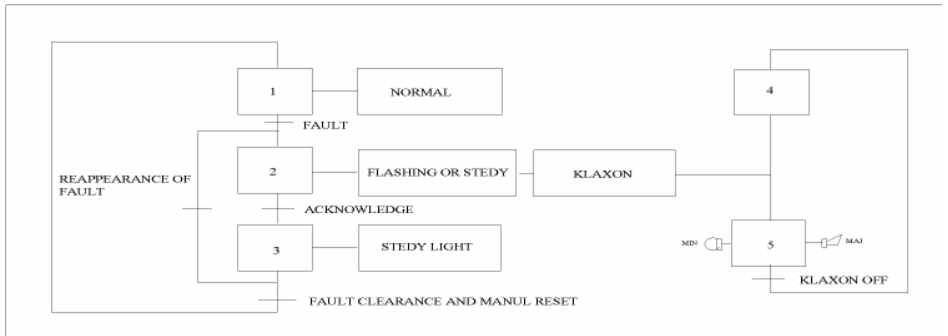 1
NORMAL
4
FAULT
2
FLASHING OR STEDY
KLAXON
REAPPEARANCE OF
FAULT
ACKNOWLEDGE
3
STEDY LIGHT
MIN
5
MAJ
KLAXON OFF
FAULT CLEARANCE AND MANUL RESET